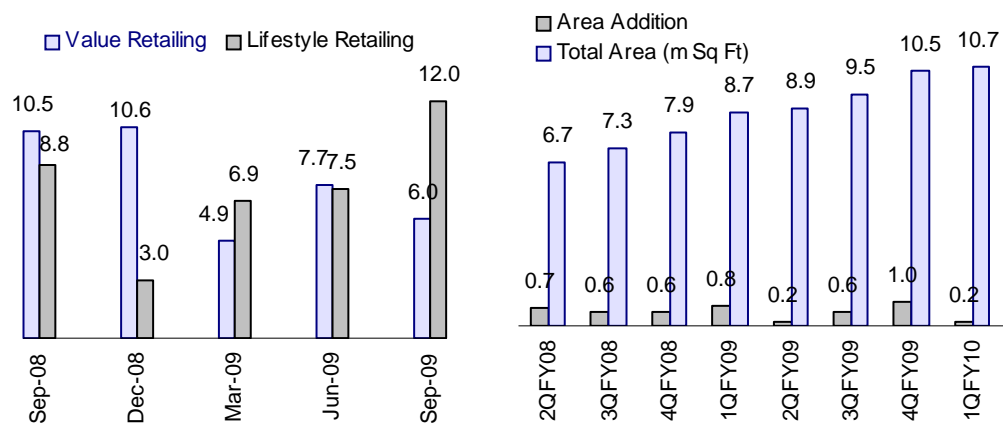 Value Retailing Lifestyle Retailing
10.5 8.8 10.6 3.0 4.9 6.9 7.7 7.5 6.0 12.0
Sep-08 Dec-08 Mar-09 Jun-09 Sep-09
Area Addition
Total Area (m Sq Ft)
6.7 7.3 7.9 8.7 8.9 9.5 10.5 10.7
0.7 0.6 0.6 0.8 0.2 0.6 1.0 0.2
2QFY08 3QFY08 4QFY08 1QFY09 2QFY09 3QFY09 4QFY09 1QFY10